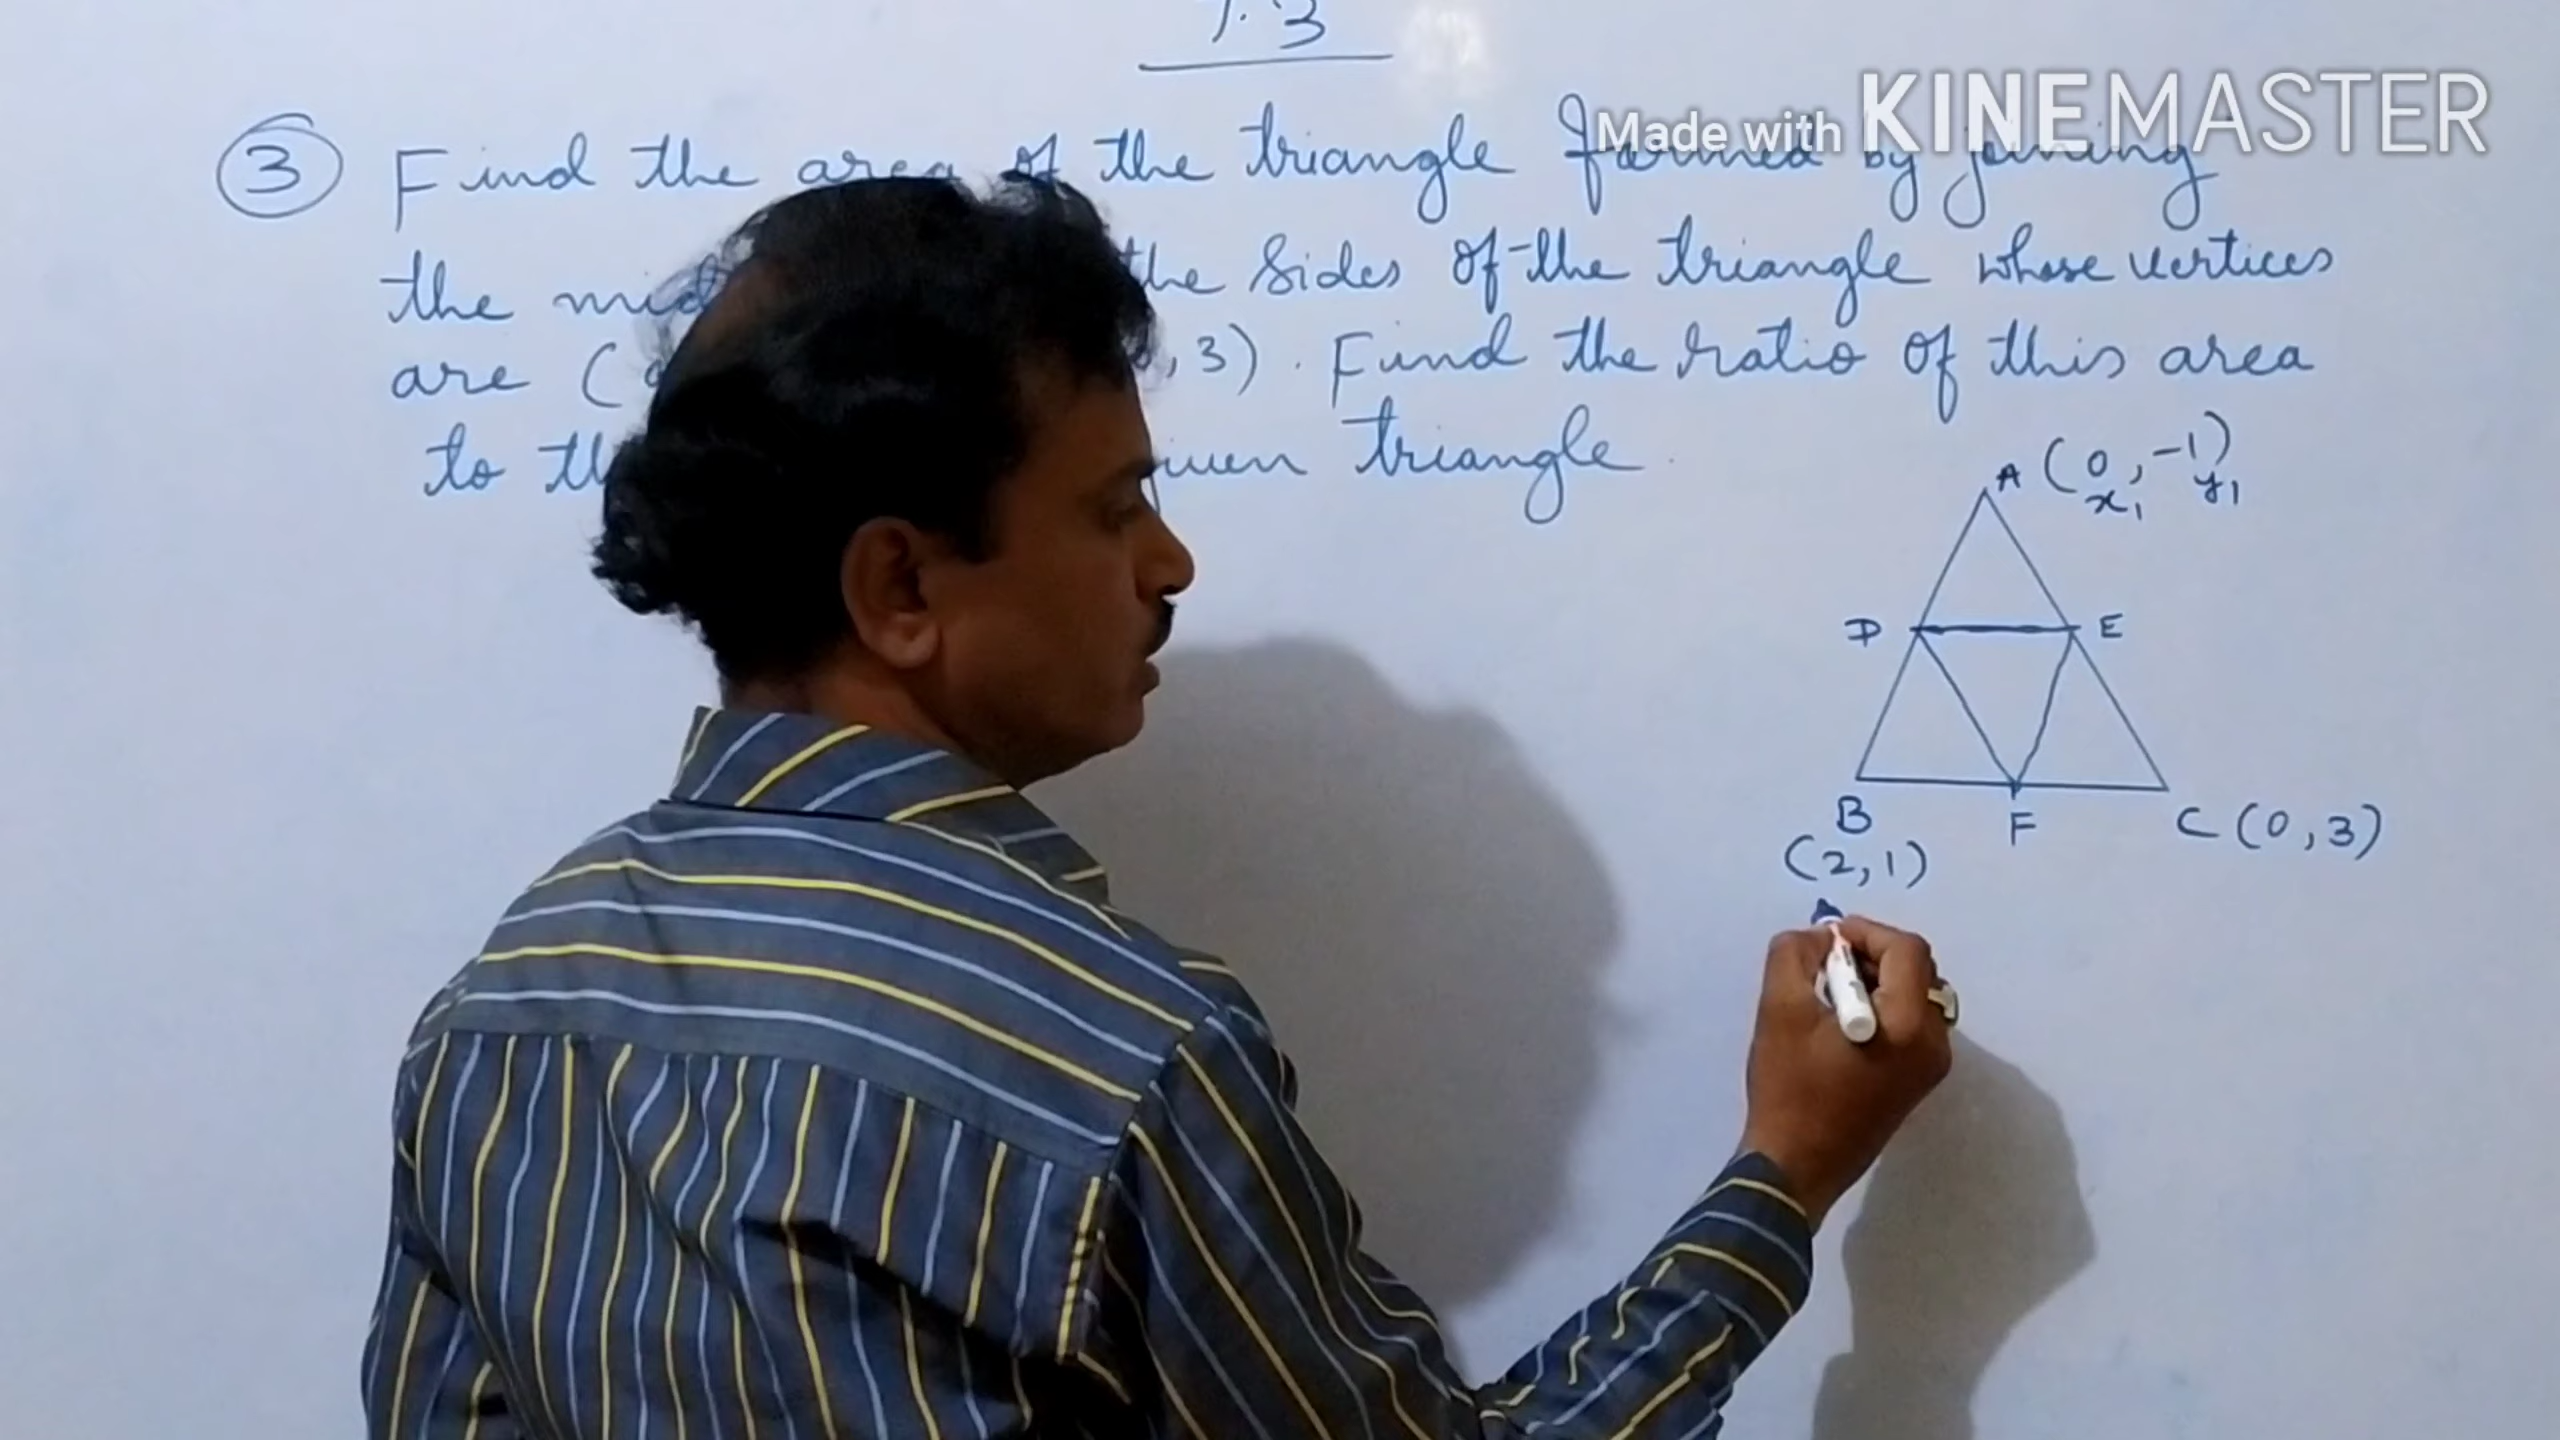 7.3
Made with KINEMASTER
③ Find the area of the triangle formed by joining
the the sides of the triangle whose vertices
are ( , 3). Find the ratio of this area
to triangle
A (0, -1)
x₁ y₁
D E
B F C (0, 3)
(2, 1)